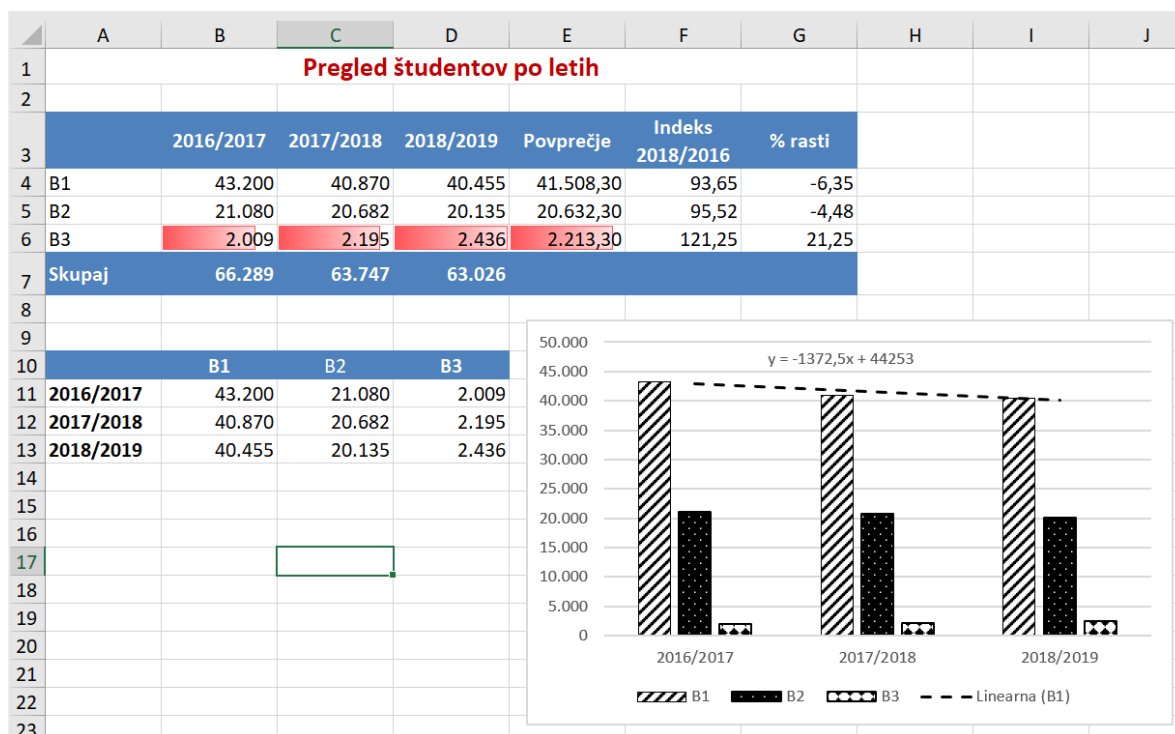 A B C D E F G H I J
1 Pregled študentov po letih
2
3 2016/2017 2017/2018 2018/2019 Povprečje Indeks 2018/2016 % rasti
4 B1 43.200 40.870 40.455 41.508,30 93,65 -6,35
5 B2 21.080 20.682 20.135 20.632,30 95,52 -4,48
6 B3 2.009 2.195 2.436 2.213,30 121,25 21,25
7 Skupaj 66.289 63.747 63.026
8
9
10 B1 B2 B3
11 2016/2017 43.200 21.080 2.009
12 2017/2018 40.870 20.682 2.195
13 2018/2019 40.455 20.135 2.436
14
15
16
17
18
19
20
21
22
23
50.000
y = -1372,5x + 44253
45.000
40.000
35.000
30.000
25.000
20.000
15.000
10.000
5.000
0
2016/2017 2017/2018 2018/2019
B1 B2 B3 Linearna (B1)